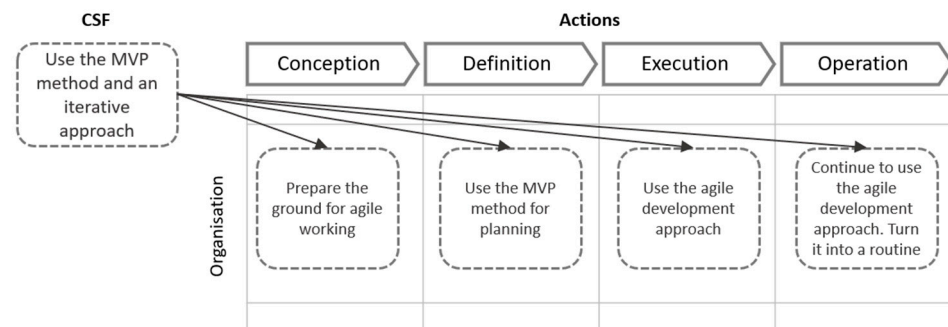 CSF
Actions
Use the MVP
method and an
iterative
approach
Conception
Definition
Execution
Operation
Organisation
Prepare the
ground for agile
working
Use the MVP
method for
planning
Use the agile
development
approach
Continue to use
the agile
development
approach. Turn
it into a routine